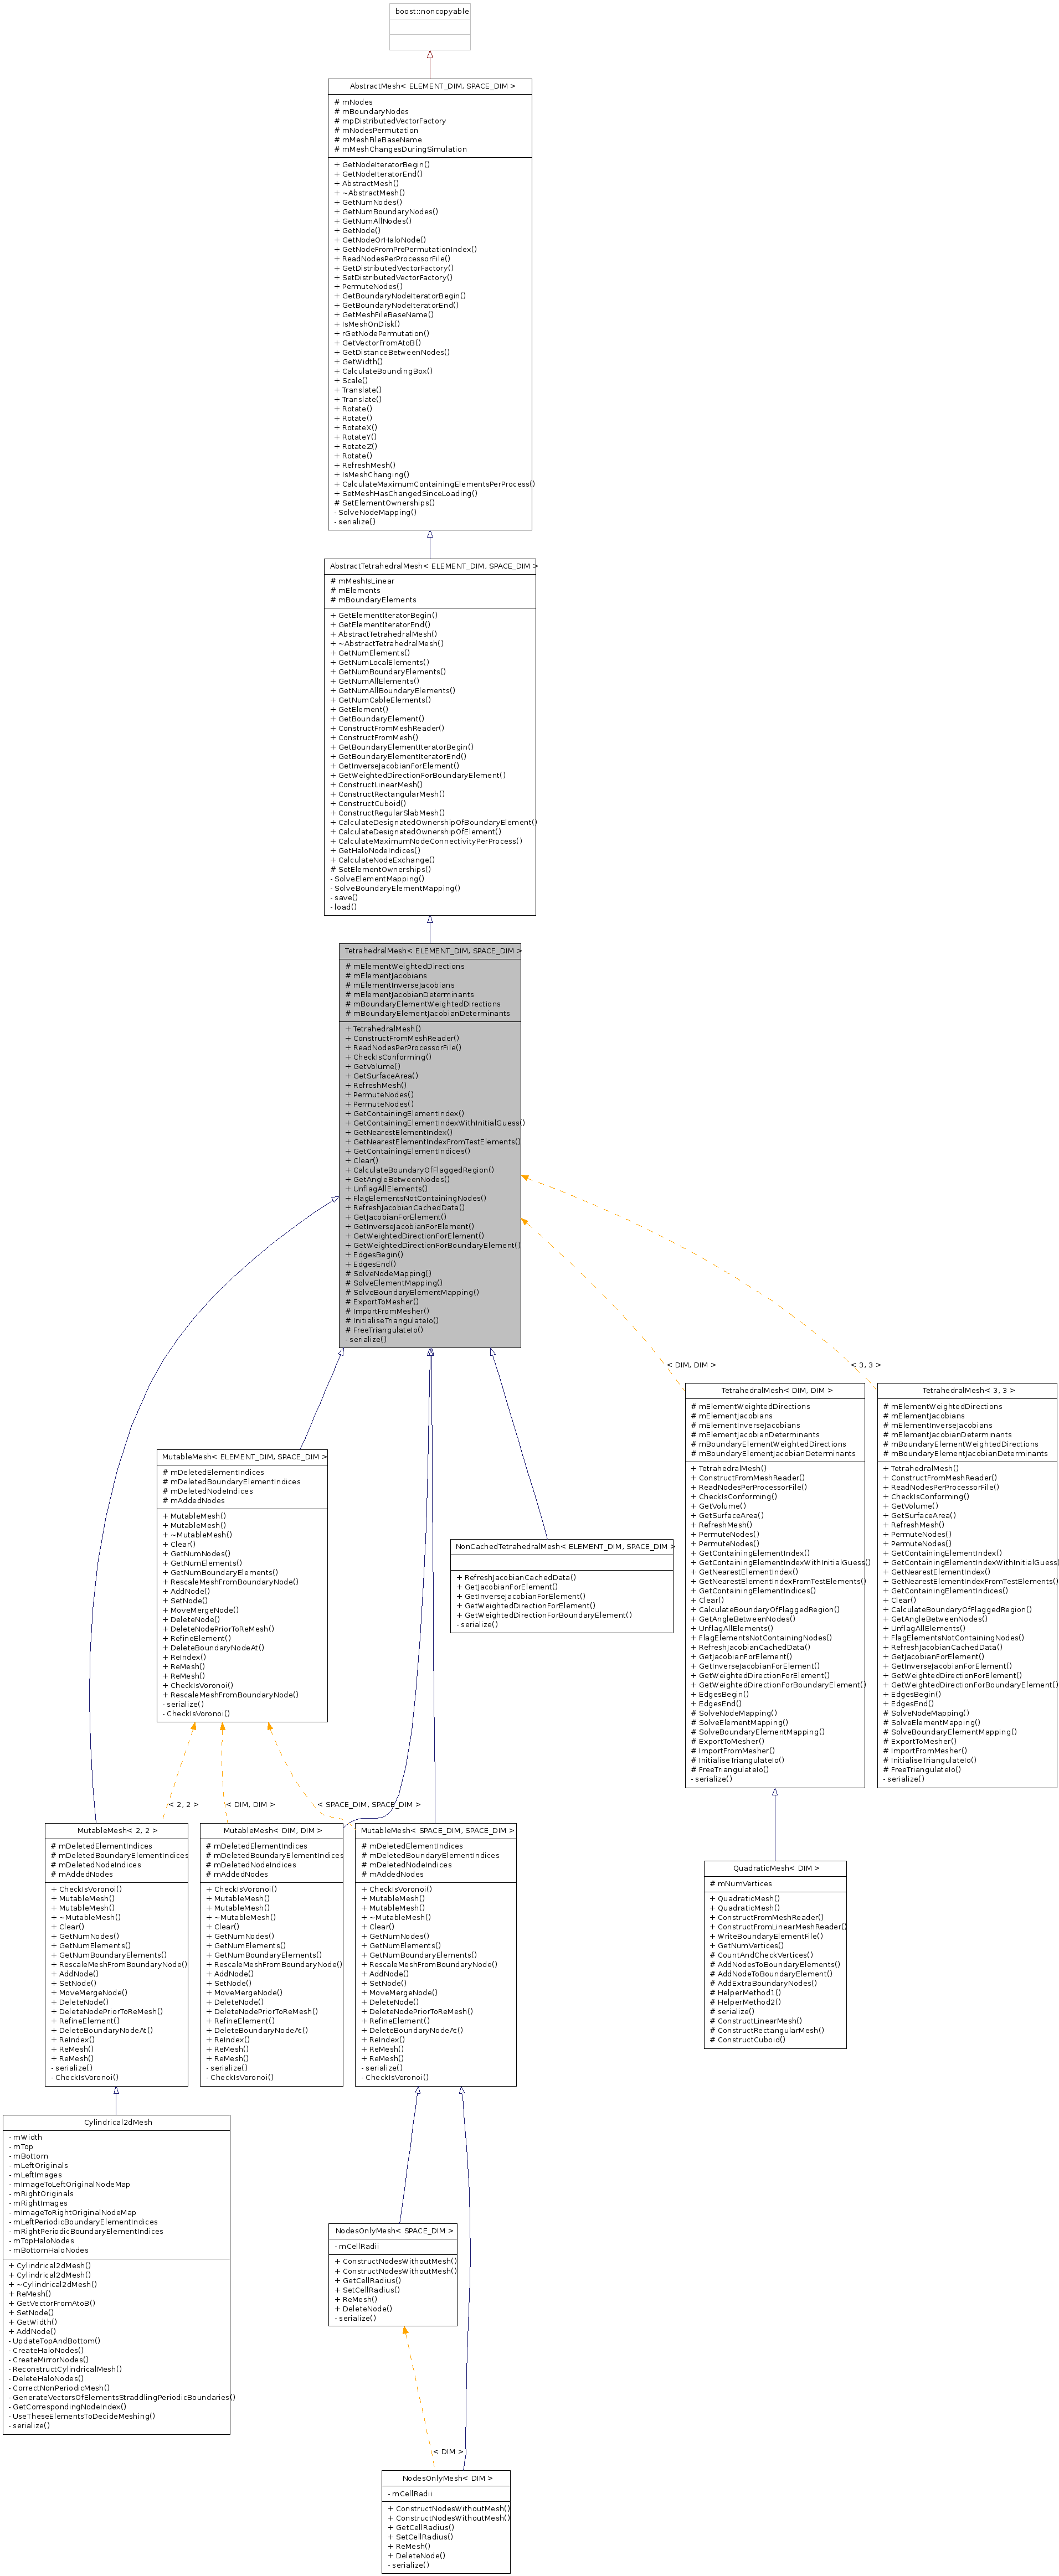 boost::noncopyable
AbstractMesh< ELEMENT_DIM, SPACE_DIM >
# mNodes
# mBoundaryNodes
# mpDistributedVectorFactory
# mNodesPermutation
# mMeshFileBaseName
# mMeshChangesDuringSimulation
+ GetNodeIteratorBegin()
+ GetNodeIteratorEnd()
+ AbstractMesh()
+ ~AbstractMesh()
+ GetNumNodes()
+ GetNumBoundaryNodes()
+ GetNumAllNodes()
+ GetNode()
+ GetNodeOrHaloNode()
+ GetNodeFromPrePermutationIndex()
+ ReadNodesPerProcessorFile()
+ GetDistributedVectorFactory()
+ SetDistributedVectorFactory()
+ PermuteNodes()
+ GetBoundaryNodeIteratorBegin()
+ GetBoundaryNodeIteratorEnd()
+ GetMeshFileBaseName()
+ IsMeshOnDisk()
+ rGetNodePermutation()
+ GetVectorFromAtoB()
+ GetDistanceBetweenNodes()
+ GetWidth()
+ CalculateBoundingBox()
+ Scale()
+ Translate()
+ Translate()
+ Rotate()
+ Rotate()
+ RotateX()
+ RotateY()
+ RotateZ()
+ Rotate()
+ RefreshMesh()
+ IsMeshChanging()
+ CalculateMaximumContainingElementsPerProcess()
+ SetMeshHasChangedSinceLoading()
# SetElementOwnerships()
- SolveNodeMapping()
- serialize()
AbstractTetrahedralMesh< ELEMENT_DIM, SPACE_DIM >
# mMeshIsLinear
# mElements
# mBoundaryElements
+ GetElementIteratorBegin()
+ GetElementIteratorEnd()
+ AbstractTetrahedralMesh()
+ ~AbstractTetrahedralMesh()
+ GetNumElements()
+ GetNumLocalElements()
+ GetNumBoundaryElements()
+ GetNumAllElements()
+ GetNumAllBoundaryElements()
+ GetNumCableElements()
+ GetElement()
+ GetBoundaryElement()
+ ConstructFromMeshReader()
+ ConstructFromMesh()
+ GetBoundaryElementIteratorBegin()
+ GetBoundaryElementIteratorEnd()
+ GetInverseJacobianForElement()
+ GetWeightedDirectionForBoundaryElement()
+ ConstructLinearMesh()
+ ConstructRectangularMesh()
+ ConstructCuboid()
+ ConstructRegularSlabMesh()
+ CalculateDesignatedOwnershipOfBoundaryElement()
+ CalculateDesignatedOwnershipOfElement()
+ CalculateMaximumNodeConnectivityPerProcess()
+ GetHaloNodeIndices()
+ CalculateNodeExchange()
# SetElementOwnerships()
- SolveElementMapping()
- SolveBoundaryElementMapping()
- save()
- load()
TetrahedralMesh< ELEMENT_DIM, SPACE_DIM >
# mElementWeightedDirections
# mElementJacobians
# mElementInverseJacobians
# mElementJacobianDeterminants
# mBoundaryElementWeightedDirections
# mBoundaryElementJacobianDeterminants
+ TetrahedralMesh()
+ ConstructFromMeshReader()
+ ReadNodesPerProcessorFile()
+ CheckIsConforming()
+ GetVolume()
+ GetSurfaceArea()
+ RefreshMesh()
+ PermuteNodes()
+ PermuteNodes()
+ GetContainingElementIndex()
+ GetContainingElementIndexWithInitialGuess()
+ GetNearestElementIndex()
+ GetNearestElementIndexFromTestElements()
+ GetContainingElementIndices()
+ Clear()
+ CalculateBoundaryOfFlaggedRegion()
+ GetAngleBetweenNodes()
+ UnflagAllElements()
+ FlagElementsNotContainingNodes()
+ RefreshJacobianCachedData()
+ GetJacobianForElement()
+ GetInverseJacobianForElement()
+ GetWeightedDirectionForElement()
+ GetWeightedDirectionForBoundaryElement()
+ EdgesBegin()
+ EdgesEnd()
# SolveNodeMapping()
# SolveElementMapping()
# SolveBoundaryElementMapping()
# ExportToMesher()
# ImportFromMesher()
# InitialiseTriangulateIo()
# FreeTriangulateIo()
- serialize()
< DIM, DIM >
< 3, 3 >
MutableMesh< ELEMENT_DIM, SPACE_DIM >
# mDeletedElementIndices
# mDeletedBoundaryElementIndices
# mDeletedNodeIndices
# mAddedNodes
+ MutableMesh()
+ MutableMesh()
+ ~MutableMesh()
+ Clear()
+ GetNumNodes()
+ GetNumElements()
+ GetNumBoundaryElements()
+ RescaleMeshFromBoundaryNode()
+ AddNode()
+ SetNode()
+ MoveMergeNode()
+ DeleteNode()
+ DeleteNodePriorToReMesh()
+ RefineElement()
+ DeleteBoundaryNodeAt()
+ ReIndex()
+ ReMesh()
+ ReMesh()
+ CheckIsVoronoi()
+ RescaleMeshFromBoundaryNode()
- serialize()
- CheckIsVoronoi()
NonCachedTetrahedralMesh< ELEMENT_DIM, SPACE_DIM >
+ RefreshJacobianCachedData()
+ GetJacobianForElement()
+ GetInverseJacobianForElement()
+ GetWeightedDirectionForElement()
+ GetWeightedDirectionForBoundaryElement()
- serialize()
TetrahedralMesh< DIM, DIM >
# mElementWeightedDirections
# mElementJacobians
# mElementInverseJacobians
# mElementJacobianDeterminants
# mBoundaryElementWeightedDirections
# mBoundaryElementJacobianDeterminants
+ TetrahedralMesh()
+ ConstructFromMeshReader()
+ ReadNodesPerProcessorFile()
+ CheckIsConforming()
+ GetVolume()
+ GetSurfaceArea()
+ RefreshMesh()
+ PermuteNodes()
+ PermuteNodes()
+ GetContainingElementIndex()
+ GetContainingElementIndexWithInitialGuess()
+ GetNearestElementIndex()
+ GetNearestElementIndexFromTestElements()
+ GetContainingElementIndices()
+ Clear()
+ CalculateBoundaryOfFlaggedRegion()
+ GetAngleBetweenNodes()
+ UnflagAllElements()
+ FlagElementsNotContainingNodes()
+ RefreshJacobianCachedData()
+ GetJacobianForElement()
+ GetInverseJacobianForElement()
+ GetWeightedDirectionForElement()
+ GetWeightedDirectionForBoundaryElement()
+ EdgesBegin()
+ EdgesEnd()
# SolveNodeMapping()
# SolveElementMapping()
# SolveBoundaryElementMapping()
# ExportToMesher()
# ImportFromMesher()
# InitialiseTriangulateIo()
# FreeTriangulateIo()
- serialize()
TetrahedralMesh< 3, 3 >
# mElementWeightedDirections
# mElementJacobians
# mElementInverseJacobians
# mElementJacobianDeterminants
# mBoundaryElementWeightedDirections
# mBoundaryElementJacobianDeterminants
+ TetrahedralMesh()
+ ConstructFromMeshReader()
+ ReadNodesPerProcessorFile()
+ CheckIsConforming()
+ GetVolume()
+ GetSurfaceArea()
+ RefreshMesh()
+ PermuteNodes()
+ PermuteNodes()
+ GetContainingElementIndex()
+ GetContainingElementIndexWithInitialGuess
+ GetNearestElementIndex()
+ GetNearestElementIndexFromTestElements()
+ GetContainingElementIndices()
+ Clear()
+ CalculateBoundaryOfFlaggedRegion()
+ GetAngleBetweenNodes()
+ UnflagAllElements()
+ FlagElementsNotContainingNodes()
+ RefreshJacobianCachedData()
+ GetJacobianForElement()
+ GetInverseJacobianForElement()
+ GetWeightedDirectionForElement()
+ GetWeightedDirectionForBoundaryElement()
+ EdgesBegin()
+ EdgesEnd()
# SolveNodeMapping()
# SolveElementMapping()
# SolveBoundaryElementMapping()
# ExportToMesher()
# ImportFromMesher()
# InitialiseTriangulateIo()
# FreeTriangulateIo()
- serialize()
< 2, 2 >
< DIM, DIM >
< SPACE_DIM, SPACE_DIM >
MutableMesh< 2, 2 >
# mDeletedElementIndices
# mDeletedBoundaryElementIndices
# mDeletedNodeIndices
# mAddedNodes
+ CheckIsVoronoi()
+ MutableMesh()
+ MutableMesh()
+ ~MutableMesh()
+ Clear()
+ GetNumNodes()
+ GetNumElements()
+ GetNumBoundaryElements()
+ RescaleMeshFromBoundaryNode()
+ AddNode()
+ SetNode()
+ MoveMergeNode()
+ DeleteNode()
+ DeleteNodePriorToReMesh()
+ RefineElement()
+ DeleteBoundaryNodeAt()
+ ReIndex()
+ ReMesh()
+ ReMesh()
- serialize()
- CheckIsVoronoi()
MutableMesh< DIM, DIM >
# mDeletedElementIndices
# mDeletedBoundaryElementIndices
# mDeletedNodeIndices
# mAddedNodes
+ CheckIsVoronoi()
+ MutableMesh()
+ MutableMesh()
+ ~MutableMesh()
+ Clear()
+ GetNumNodes()
+ GetNumElements()
+ GetNumBoundaryElements()
+ RescaleMeshFromBoundaryNode()
+ AddNode()
+ SetNode()
+ MoveMergeNode()
+ DeleteNode()
+ DeleteNodePriorToReMesh()
+ RefineElement()
+ DeleteBoundaryNodeAt()
+ ReIndex()
+ ReMesh()
+ ReMesh()
- serialize()
- CheckIsVoronoi()
MutableMesh< SPACE_DIM, SPACE_DIM >
# mDeletedElementIndices
# mDeletedBoundaryElementIndices
# mDeletedNodeIndices
# mAddedNodes
+ CheckIsVoronoi()
+ MutableMesh()
+ MutableMesh()
+ ~MutableMesh()
+ Clear()
+ GetNumNodes()
+ GetNumElements()
+ GetNumBoundaryElements()
+ RescaleMeshFromBoundaryNode()
+ AddNode()
+ SetNode()
+ MoveMergeNode()
+ DeleteNode()
+ DeleteNodePriorToReMesh()
+ RefineElement()
+ DeleteBoundaryNodeAt()
+ ReIndex()
+ ReMesh()
+ ReMesh()
- serialize()
- CheckIsVoronoi()
QuadraticMesh< DIM >
# mNumVertices
+ QuadraticMesh()
+ QuadraticMesh()
+ ConstructFromMeshReader()
+ ConstructFromLinearMeshReader()
+ WriteBoundaryElementFile()
+ GetNumVertices()
# CountAndCheckVertices()
# AddNodesToBoundaryElements()
# AddNodeToBoundaryElement()
# AddExtraBoundaryNodes()
# HelperMethod1()
# HelperMethod2()
# serialize()
# ConstructLinearMesh()
# ConstructRectangularMesh()
# ConstructCuboid()
Cylindrical2dMesh
- mWidth
- mTop
- mBottom
- mLeftOriginals
- mLeftImages
- mImageToLeftOriginalNodeMap
- mRightOriginals
- mRightImages
- mImageToRightOriginalNodeMap
- mLeftPeriodicBoundaryElementIndices
- mRightPeriodicBoundaryElementIndices
- mTopHaloNodes
- mBottomHaloNodes
+ Cylindrical2dMesh()
+ Cylindrical2dMesh()
+ ~Cylindrical2dMesh()
+ ReMesh()
+ GetVectorFromAtoB()
+ SetNode()
+ GetWidth()
+ AddNode()
- UpdateTopAndBottom()
- CreateHaloNodes()
- CreateMirrorNodes()
- ReconstructCylindricalMesh()
- DeleteHaloNodes()
- CorrectNonPeriodicMesh()
- GenerateVectorsOfElementsStraddlingPeriodicBoundaries()
- GetCorrespondingNodeIndex()
- UseTheseElementsToDecideMeshing()
- serialize()
NodesOnlyMesh< SPACE_DIM >
- mCellRadii
+ ConstructNodesWithoutMesh()
+ ConstructNodesWithoutMesh()
+ GetCellRadius()
+ SetCellRadius()
+ ReMesh()
+ DeleteNode()
- serialize()
< DIM >
NodesOnlyMesh< DIM >
- mCellRadii
+ ConstructNodesWithoutMesh()
+ ConstructNodesWithoutMesh()
+ GetCellRadius()
+ SetCellRadius()
+ ReMesh()
+ DeleteNode()
- serialize()